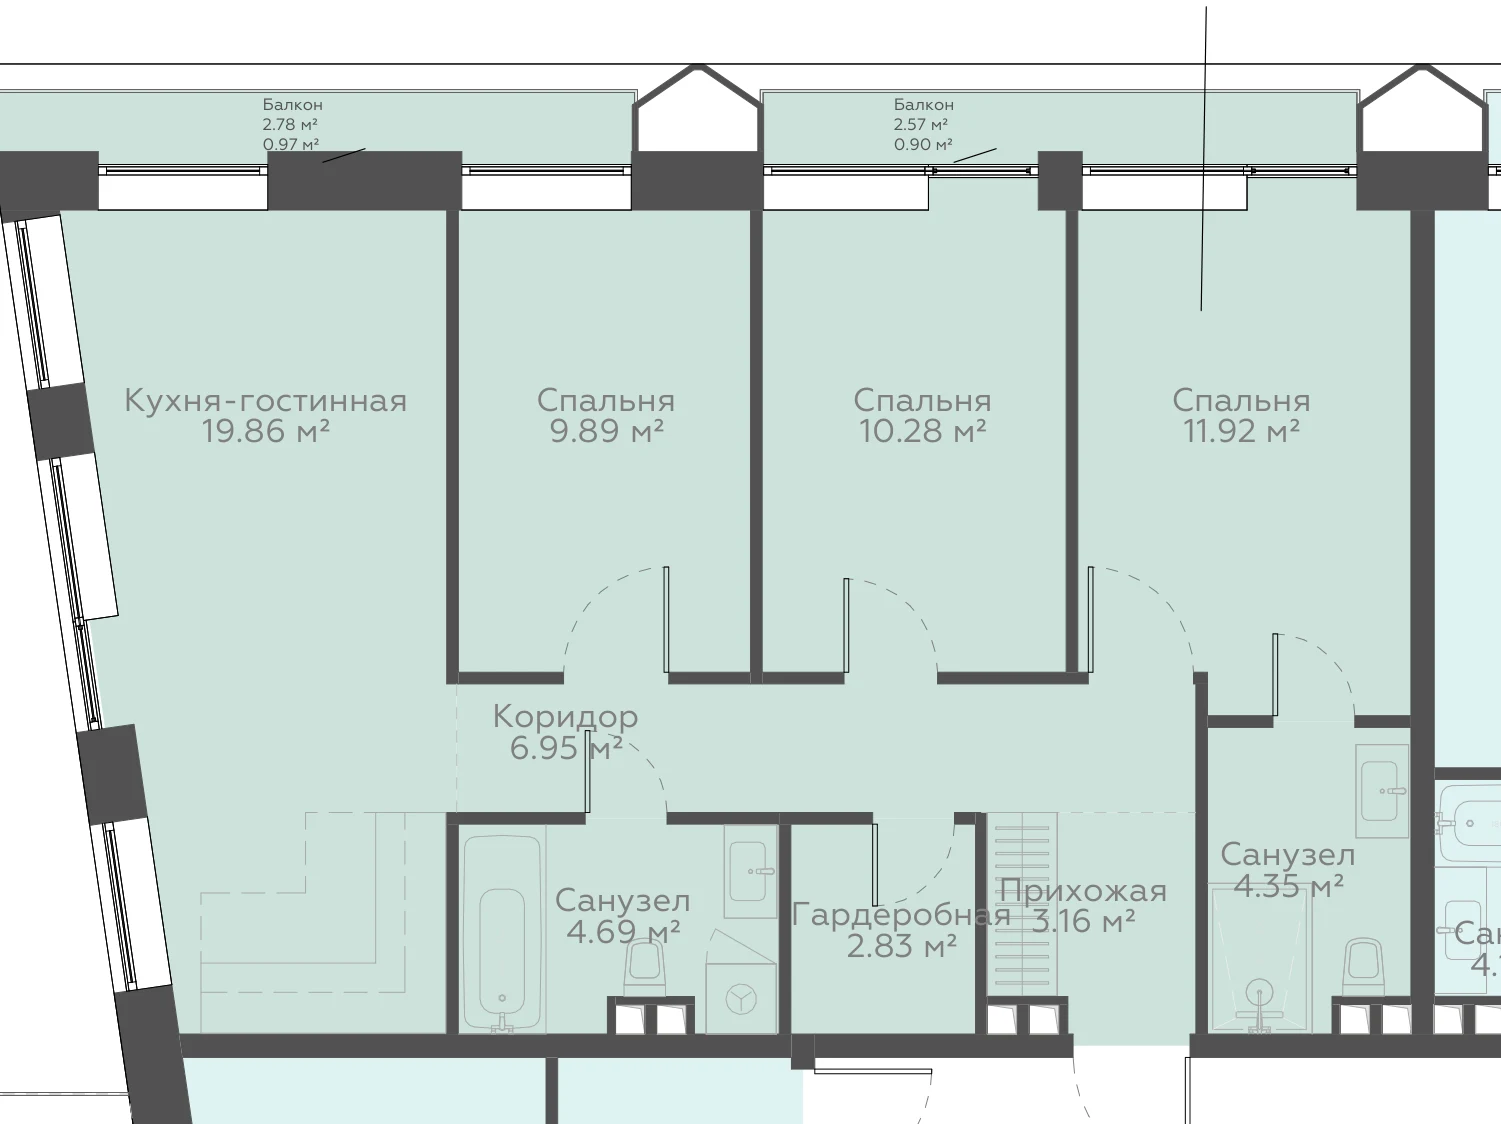 Балкон
2.78 м²
0.97 м²
Балкон
2.57 м²
0.90 м²
Кухня-гостинная
19.86 м²
Спальня
9.89 м²
Спальня
10.28 м²
Спальня
11.92 м²
Коридор
6.95 м²
Санузел
4.69 м²
Гардеробная
2.83 м²
Прихожая
3.16 м²
Санузел
4.35 м²